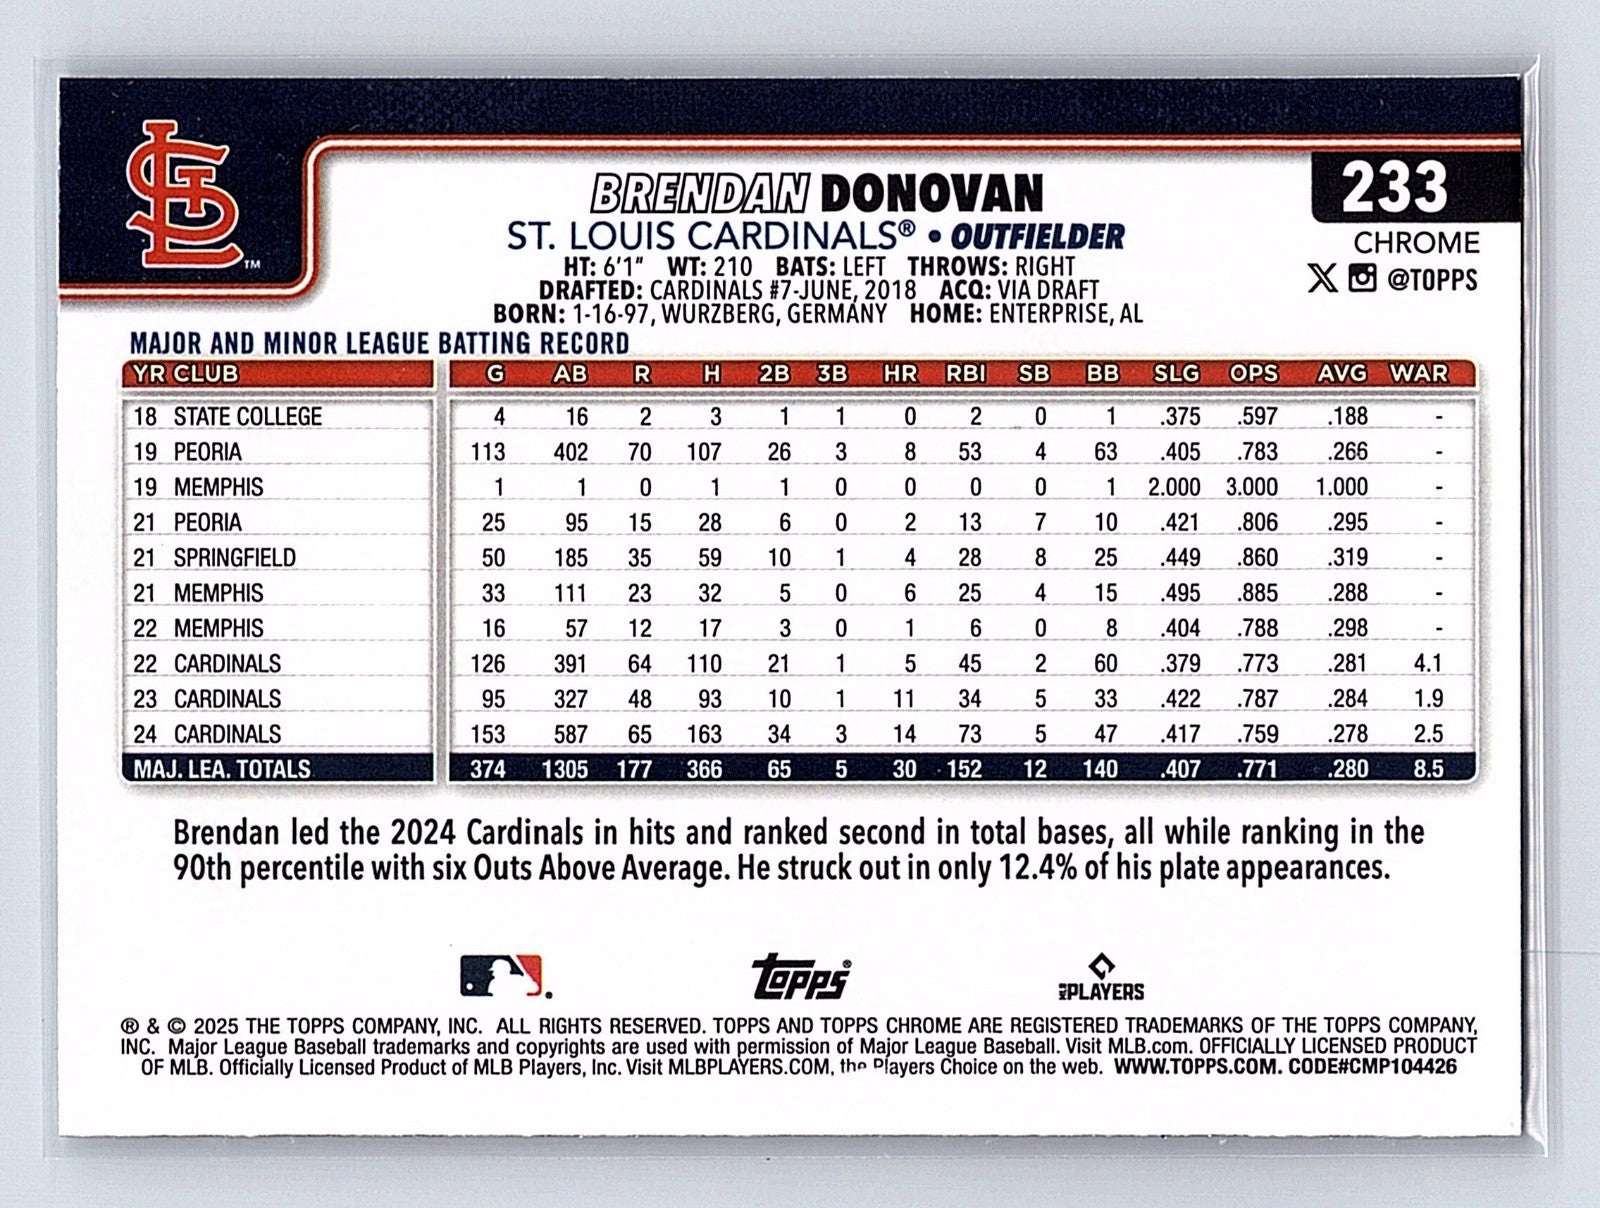 STL
TM
BRENDAN DONOVAN
233
ST. LOUIS CARDINALS® • OUTFIELDER
CHROME
HT: 6'1" WT: 210 BATS: LEFT THROWS: RIGHT
@TOPPS
DRAFTED: CARDINALS #7-JUNE, 2018 ACQ: VIA DRAFT
BORN: 1-16-97, WURZBERG, GERMANY HOME: ENTERPRISE, AL
MAJOR AND MINOR LEAGUE BATTING RECORD
YR CLUB G AB R H 2B 3B HR RBI SB BB SLG OPS AVG WAR
18 STATE COLLEGE 4 16 2 3 1 1 0 2 0 1 .375 .597 .188 -
19 PEORIA 113 402 70 107 26 3 8 53 4 63 .405 .783 .266 -
19 MEMPHIS 1 1 0 1 1 0 0 0 0 1 2.000 3.000 1.000 -
21 PEORIA 25 95 15 28 6 0 2 13 7 10 .421 .806 .295 -
21 SPRINGFIELD 50 185 35 59 10 1 4 28 8 25 .449 .860 .319 -
21 MEMPHIS 33 111 23 32 5 0 6 25 4 15 .495 .885 .288 -
22 MEMPHIS 16 57 12 17 3 0 1 6 0 8 .404 .788 .298 -
22 CARDINALS 126 391 64 110 21 1 5 45 2 60 .379 .773 .281 4.1
23 CARDINALS 95 327 48 93 10 1 11 34 5 33 .422 .787 .284 1.9
24 CARDINALS 153 587 65 163 34 3 14 73 5 47 .417 .759 .278 2.5
MAJ. LEA. TOTALS 374 1305 177 366 65 5 30 152 12 140 .407 .771 .280 8.5
Brendan led the 2024 Cardinals in hits and ranked second in total bases, all while ranking in the
90th percentile with six Outs Above Average. He struck out in only 12.4% of his plate appearances.
topps®
MLB PLAYERS
® & © 2025 THE TOPPS COMPANY, INC. ALL RIGHTS RESERVED. TOPPS AND TOPPS CHROME ARE REGISTERED TRADEMARKS OF THE TOPPS COMPANY,
INC. Major League Baseball trademarks and copyrights are used with permission of Major League Baseball. Visit MLB.com. OFFICIALLY LICENSED PRODUCT
OF MLB. Officially Licensed Product of MLB Players, Inc. Visit MLBPLAYERS.COM, the Players Choice on the web. WWW.TOPPS.COM. CODE#CMP104426